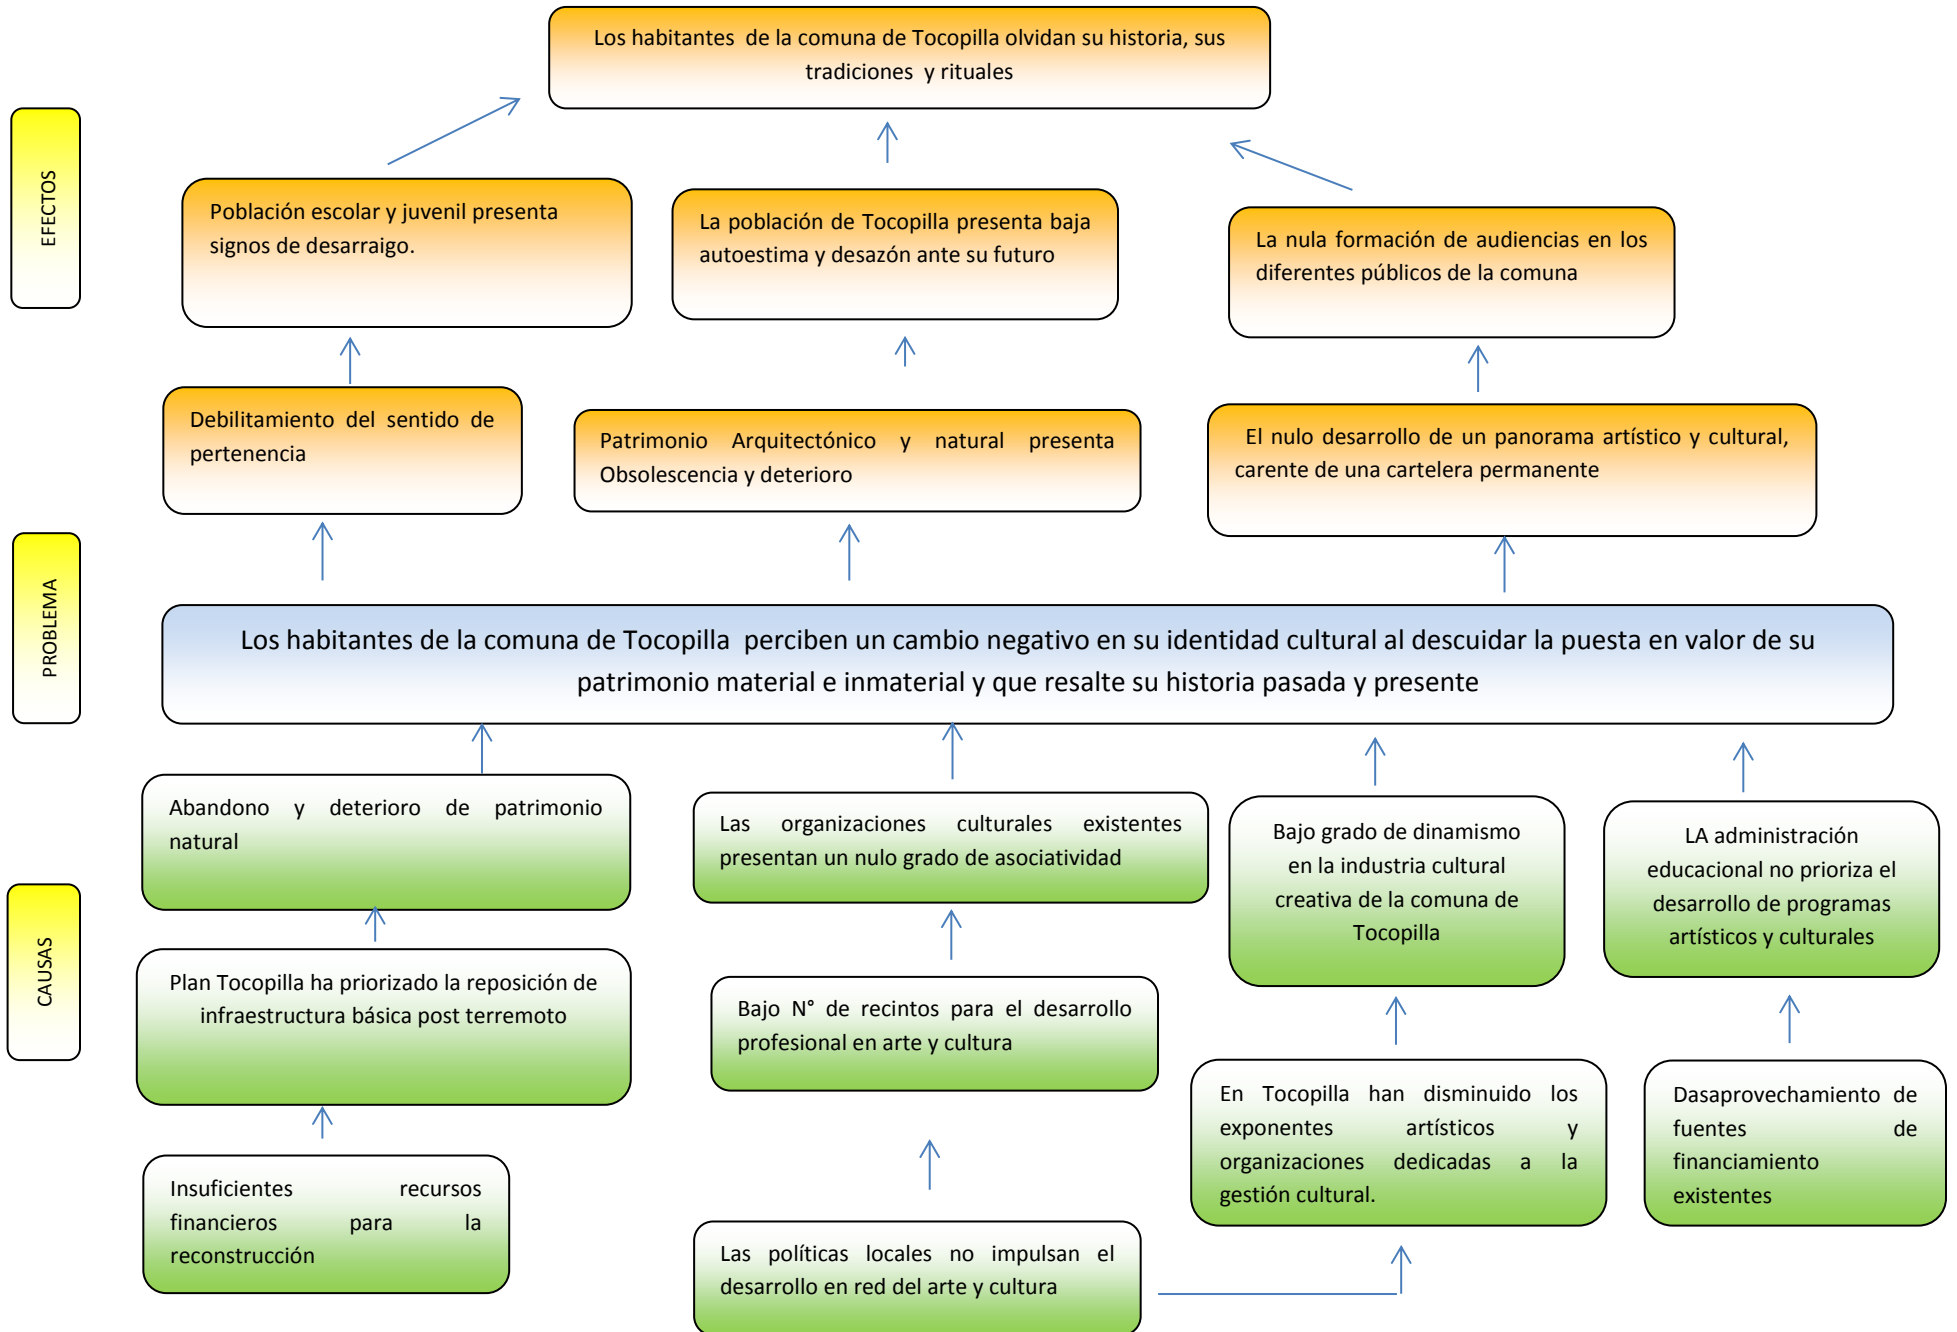 Los habitantes de la comuna de Tocopilla olvidan su historia, sus
tradiciones y rituales
EFECTOS
Población escolar y juvenil presenta
signos de desarraigo.
La población de Tocopilla presenta baja
autoestima y desazón ante su futuro
La nula formación de audiencias en los
diferentes públicos de la comuna
Debilitamiento del sentido de
pertenencia
Patrimonio Arquitectónico y natural presenta
Obsolescencia y deterioro
El nulo desarrollo de un panorama artístico y cultural,
carente de una cartelera permanente
PROBLEMA
Los habitantes de la comuna de Tocopilla perciben un cambio negativo en su identidad cultural al descuidar la puesta en valor de su
patrimonio material e inmaterial y que resalte su historia pasada y presente
Abandono y deterioro de patrimonio
natural
Las organizaciones culturales existentes
presentan un nulo grado de asociatividad
Bajo grado de dinamismo
en la industria cultural
creativa de la comuna de
Tocopilla
LA administración
educacional no prioriza el
desarrollo de programas
artísticos y culturales
CAUSAS
Plan Tocopilla ha priorizado la reposición de
infraestructura básica post terremoto
Bajo N° de recintos para el desarrollo
profesional en arte y cultura
En Tocopilla han disminuido los
exponentes artísticos y
organizaciones dedicadas a la
gestión cultural.
Dasaprovechamiento de
fuentes de
financiamiento
existentes
Insuficientes recursos
financieros para la
reconstrucción
Las políticas locales no impulsan el
desarrollo en red del arte y cultura